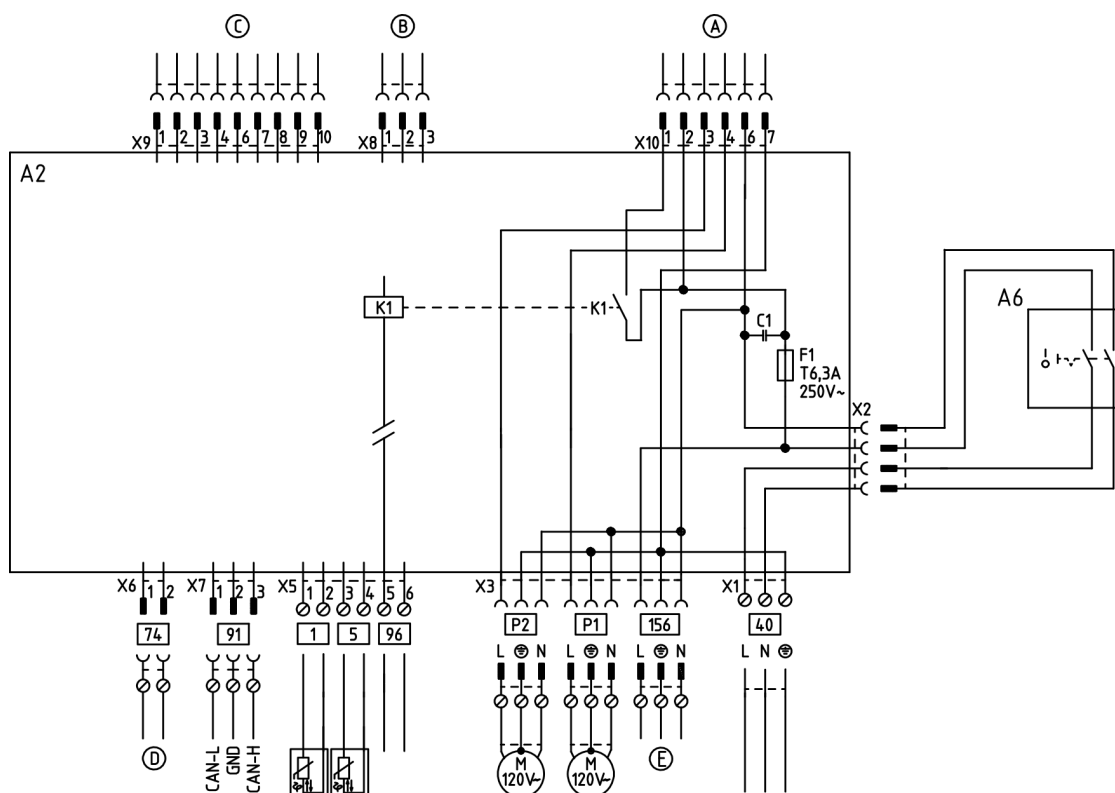 C B A
X9 1 2 3 4 6 7 8 9 10 X8 1 2 3 X10 1 2 3 4 6 7
A2
A6
K1 K1
C1
F1
T6,3A
250V~
X2
X6 1 2 X7 1 2 3 X5 1 2 3 4 5 6 X3 X1
74 91 1 5 96 P2 P1 156 40
L N L N L N L N
CAN-L GND CAN-H
D E
M M
120V~ 120V~